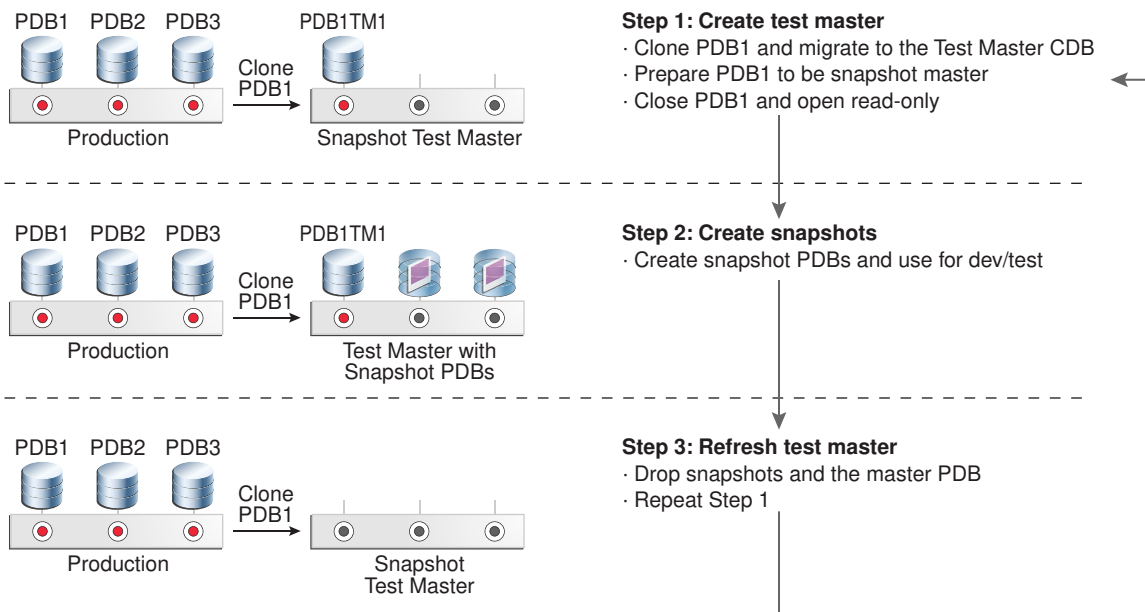 PDB1 PDB2 PDB3
Clone
PDB1
Production
PDB1TM1
Snapshot Test Master
Step 1: Create test master
· Clone PDB1 and migrate to the Test Master CDB
· Prepare PDB1 to be snapshot master
· Close PDB1 and open read-only
PDB1 PDB2 PDB3
Clone
PDB1
Production
PDB1TM1
Test Master with
Snapshot PDBs
Step 2: Create snapshots
· Create snapshot PDBs and use for dev/test
PDB1 PDB2 PDB3
Clone
PDB1
Production
Snapshot
Test Master
Step 3: Refresh test master
· Drop snapshots and the master PDB
· Repeat Step 1